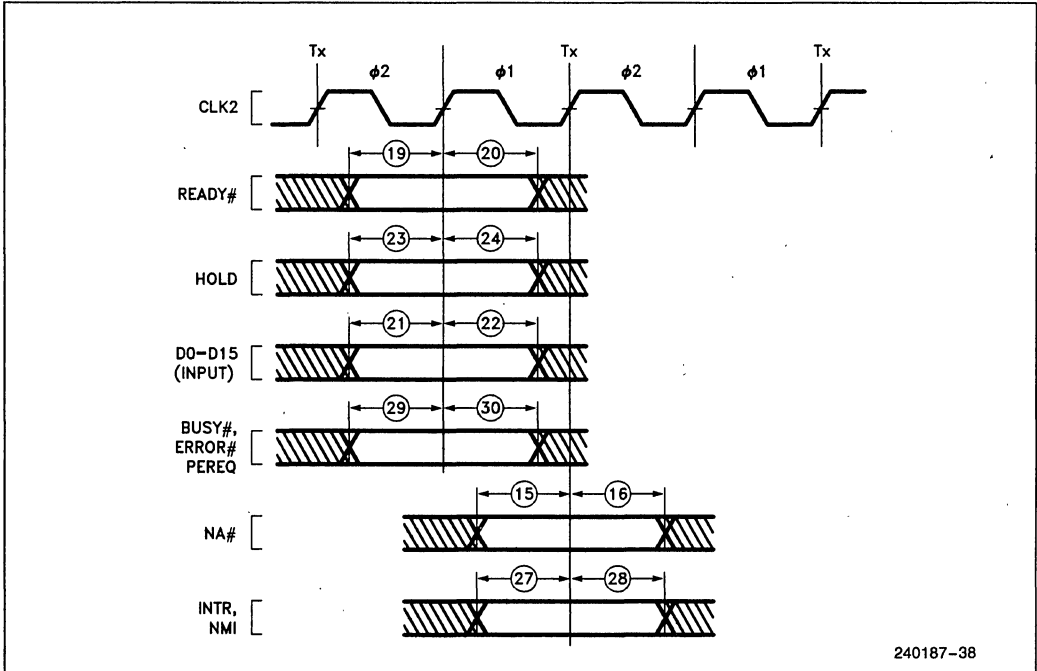 Tx Tx Tx
ϕ2 ϕ1 ϕ2 ϕ1
CLK2
19 20
READY#
23 24
HOLD
21 22
D0-D15
(INPUT)
29 30
BUSY#,
ERROR#
PEREQ
15 16
NA#
27 28
INTR,
NMI
240187-38